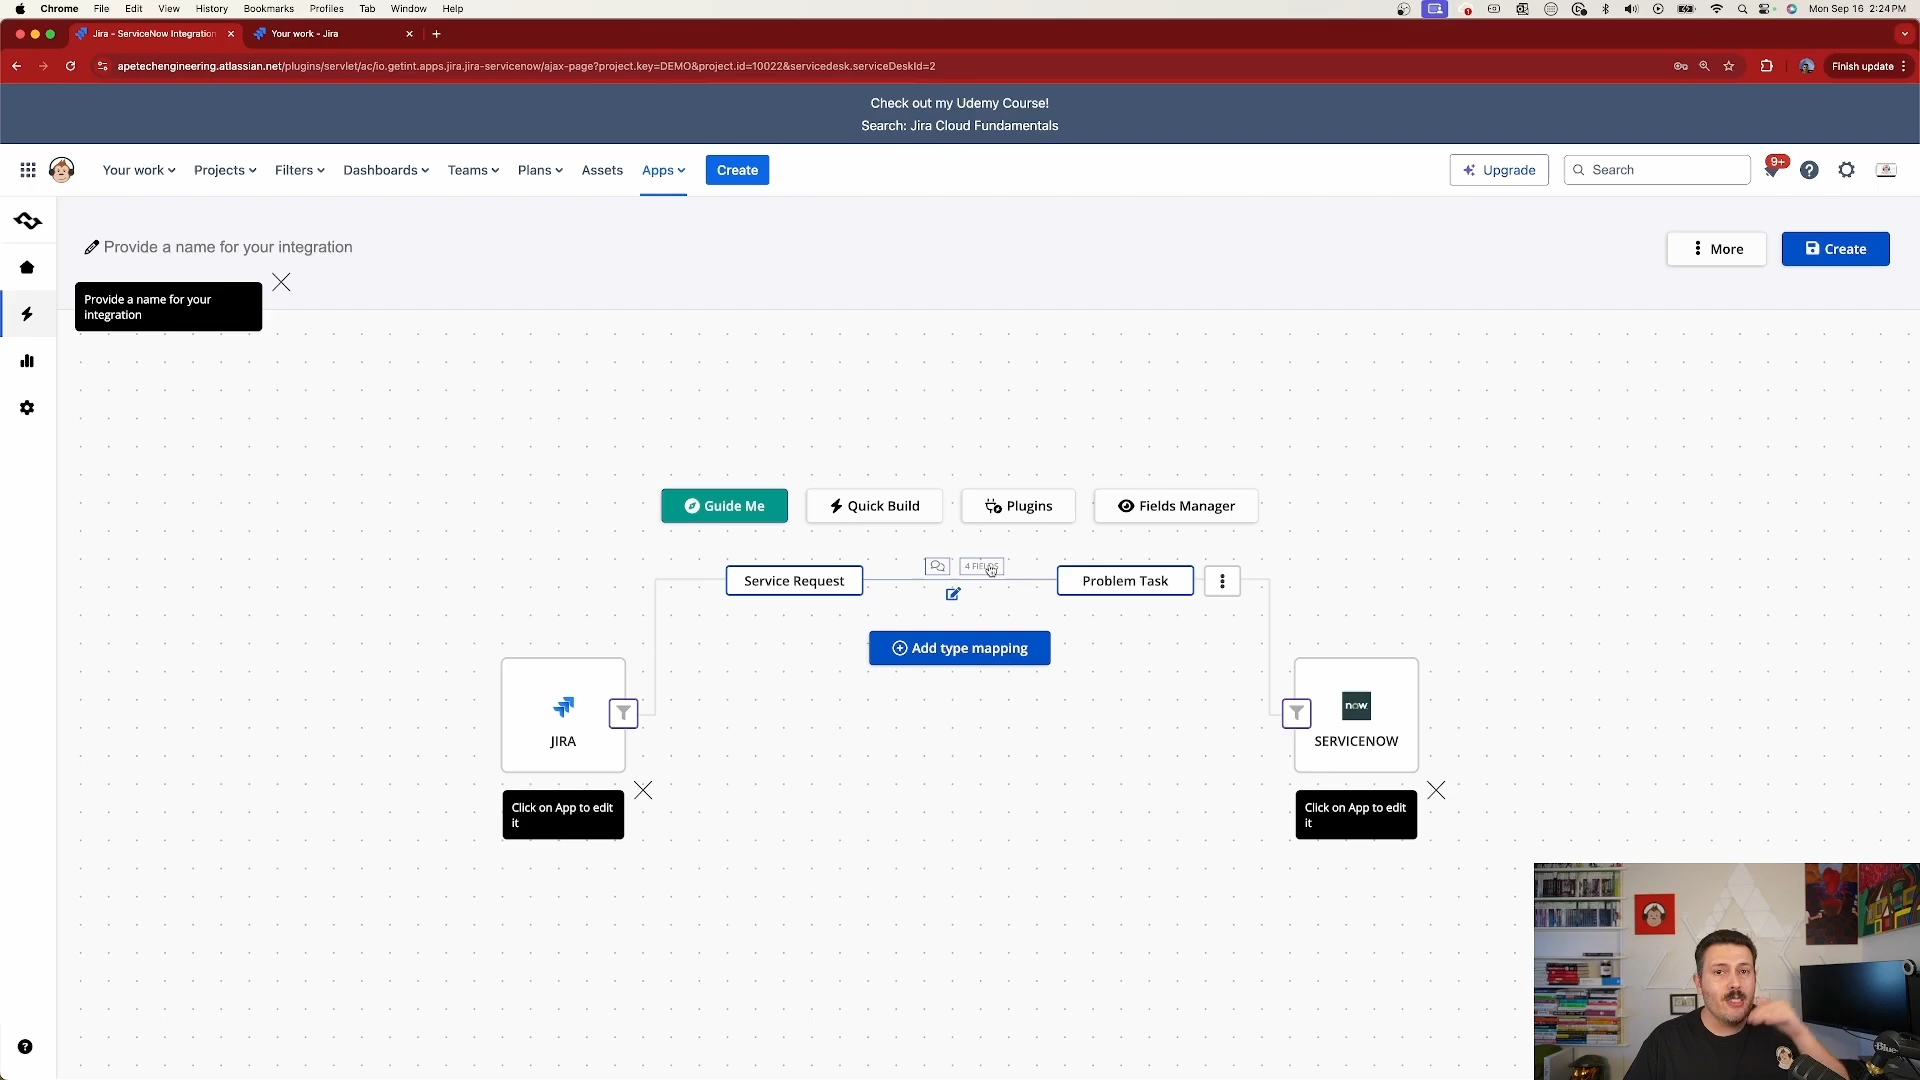 Chrome File Edit View History Bookmarks Profiles Tab Window Help
Mon Sep 16 2:24 PM
Jira - ServiceNow Integration
Your work - Jira
apetechengineering.atlassian.net/plugins/servlet/ac/io.getint.apps.jira.jira-servicenow/ajax-page?project.key=DEMO&project.id=10022&servicedesk.serviceDeskId=2
Finish update
Check out my Udemy Course!
Search: Jira Cloud Fundamentals
Your work Projects Filters Dashboards Teams Plans Assets Apps Create
Upgrade
Search
9+
Provide a name for your integration
More
Create
Provide a name for your
integration
Guide Me
Quick Build
Plugins
Fields Manager
4 FIELDS
Service Request
Problem Task
Add type mapping
now.
JIRA
SERVICENOW
Click on App to edit
it
Click on App to edit
it
Blue